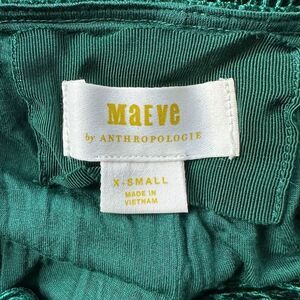 MAEVE
by ANTHROPOLOGIE
X-SMALL
MADE IN
VIETNAM